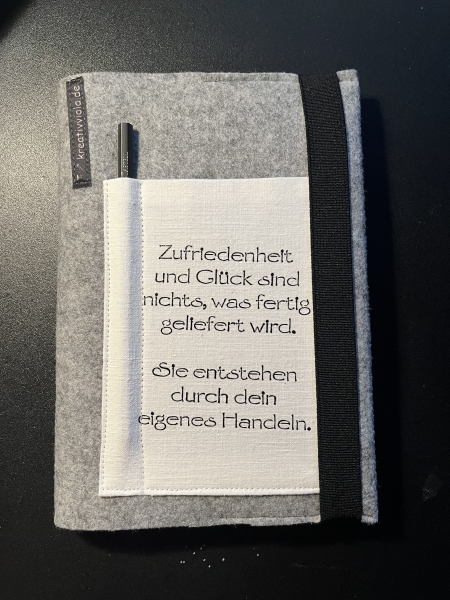 kreativviola.de
Zufriedenheit
und Glück sind
nichts, was fertig
geliefert wird.
Sie entstehen
durch dein
eigenes Handeln.